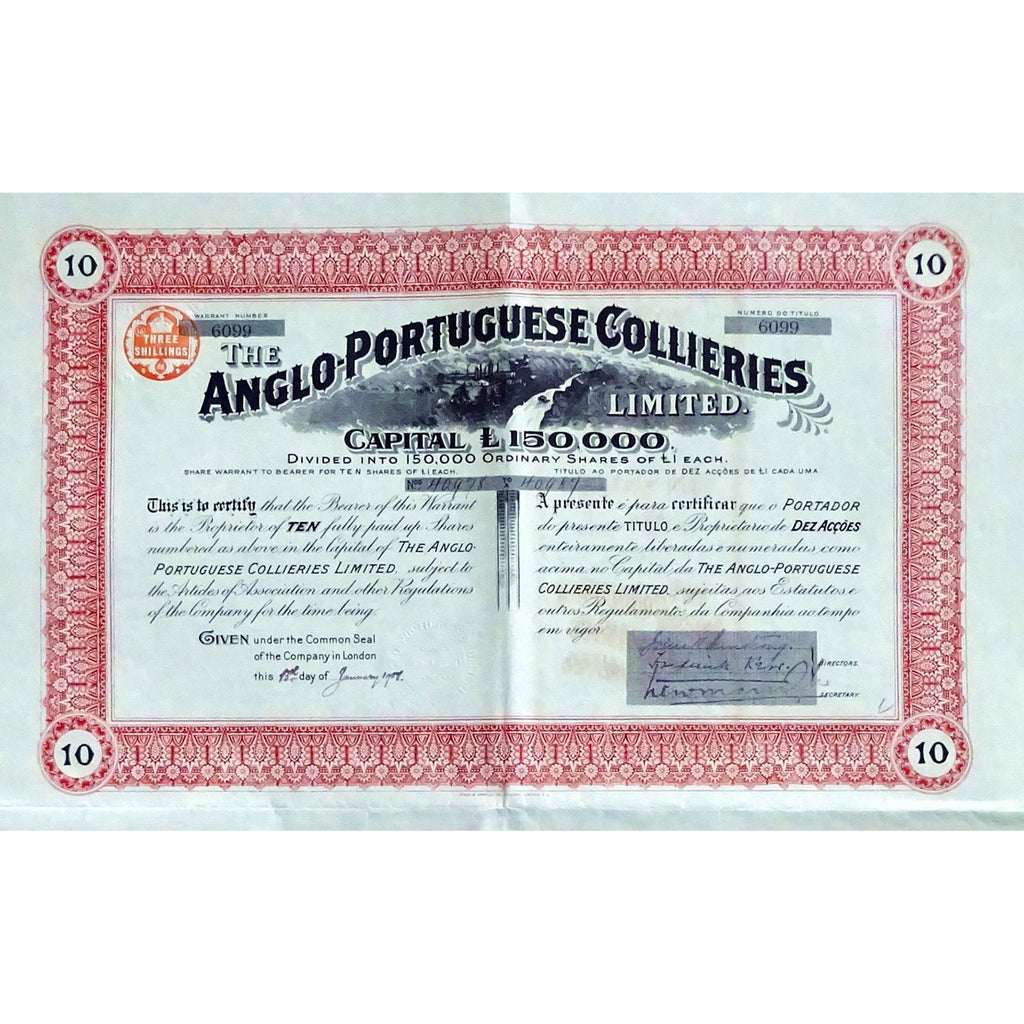 10
10
WARRANT NUMBER
6099
NUMERO DO TITULO
6099
THREE
SHILLINGS
THE
ANGLO-PORTUGUESE COLLIERIES
LIMITED.
CAPITAL, £150,000,
DIVIDED INTO 150,000 ORDINARY SHARES OF £1 EACH.
SHARE WARRANT TO BEARER FOR TEN SHARES OF £1 EACH.
TITULO AO PORTADOR DE DEZ ACÇÕES DE £1 CADA UMA
Nos 40978 TO 40987
This is to certify that the Bearer of this Warrant
is the Proprietor of TEN fully paid up Shares
numbered as above in the Capital of THE ANGLO-
PORTUGUESE COLLIERIES LIMITED, subject to
the Articles of Association and other Regulations
of the Company for the time being.
GIVEN under the Common Seal
of the Company in London
this 15th day of January
A presente é para certificar que o PORTADOR
do presente TITULO e Proprietario de DEZ ACÇÕES
enteiramente liberadas e numeradas como
acima no Capital da THE ANGLO-PORTUGUESE
COLLIERIES LIMITED, sujeitas aos Estatutos e
outros Regulamentos da Companhia ao tempo
em vigor.
Frederick
DIRECTORS.
SECRETARY.
10
10